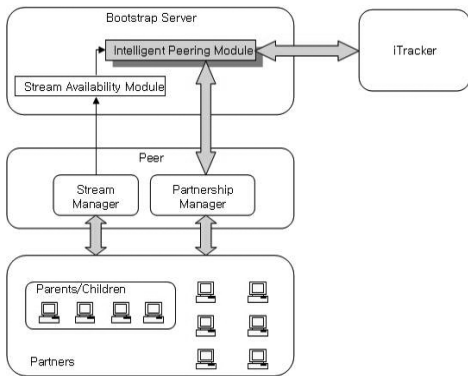 Bootstrap Server
Intelligent Peering Module
iTracker
Stream Availability Module
Peer
Stream
Manager
Partnership
Manager
Parents/Children
Partners